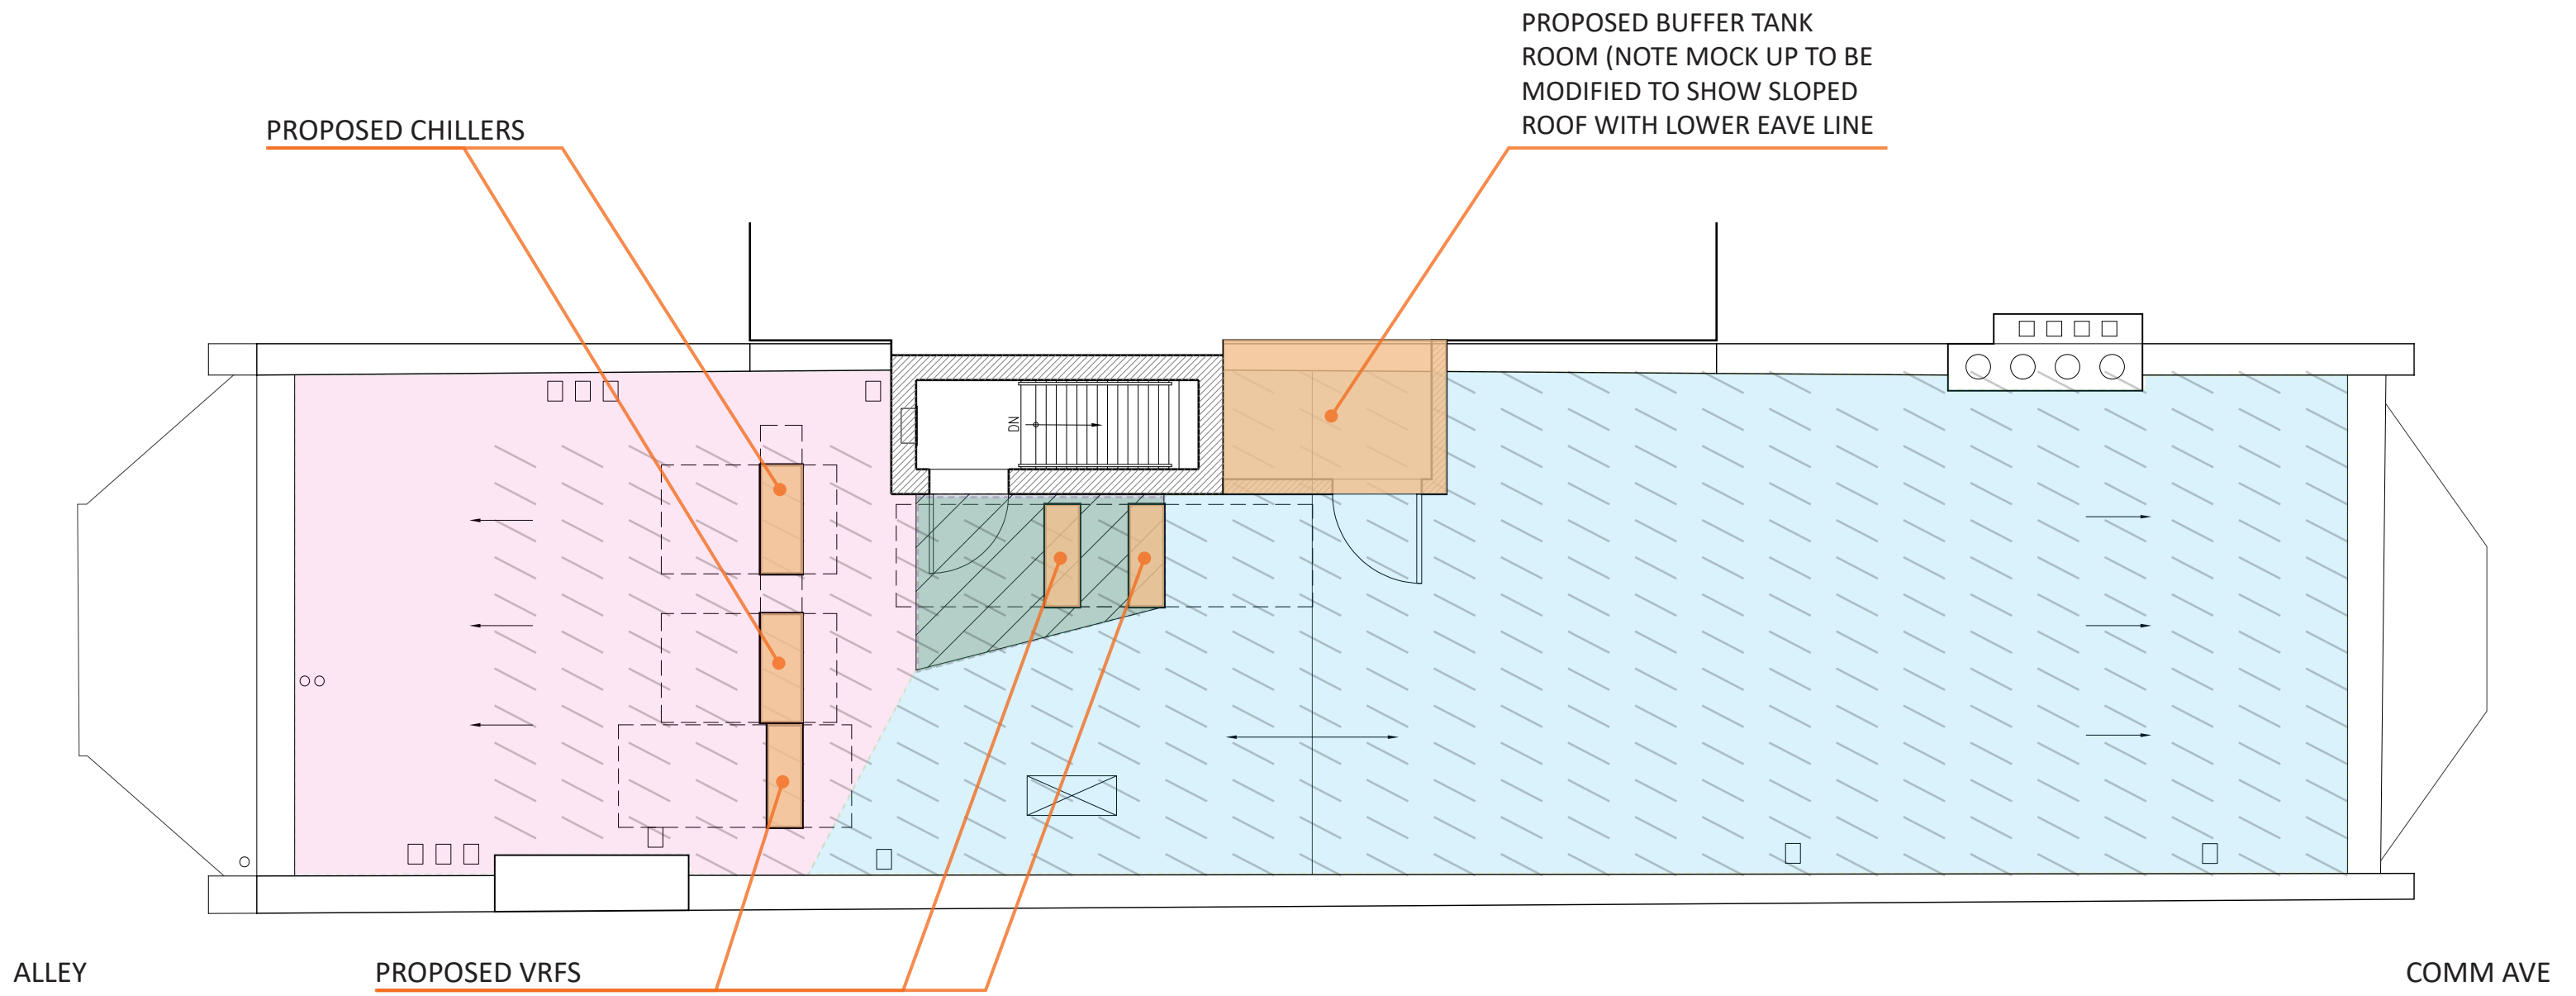 PROPOSED BUFFER TANK
ROOM (NOTE MOCK UP TO BE
MODIFIED TO SHOW SLOPED
ROOF WITH LOWER EAVE LINE
PROPOSED CHILLERS
DN
ALLEY
PROPOSED VRFS
COMM AVE